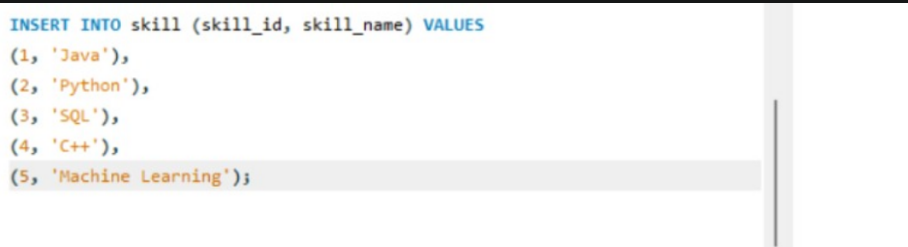 INSERT INTO skill (skill_id, skill_name) VALUES
(1, 'Java'),
(2, 'Python'),
(3, 'SQL'),
(4, 'C++'),
(5, 'Machine Learning');